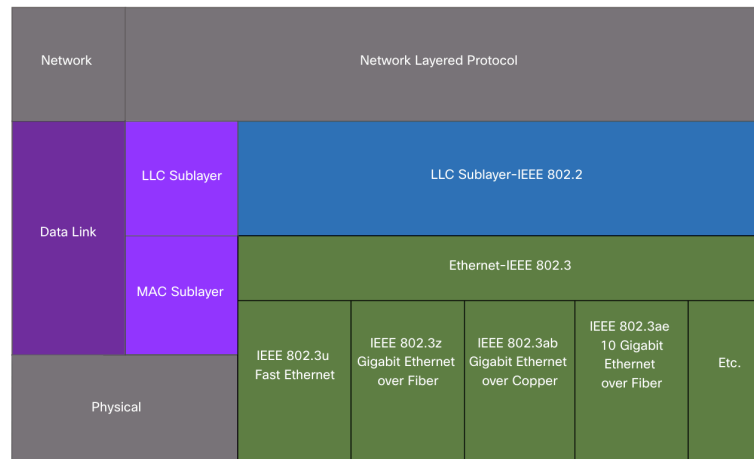 Network
Network Layered Protocol
Data Link
LLC Sublayer
LLC Sublayer-IEEE 802.2
MAC Sublayer
Ethernet-IEEE 802.3
IEEE 802.3u
Fast Ethernet
IEEE 802.3z
Gigabit Ethernet
over Fiber
IEEE 802.3ab
Gigabit Ethernet
over Copper
IEEE 802.3ae
10 Gigabit
Ethernet
over Fiber
Etc.
Physical